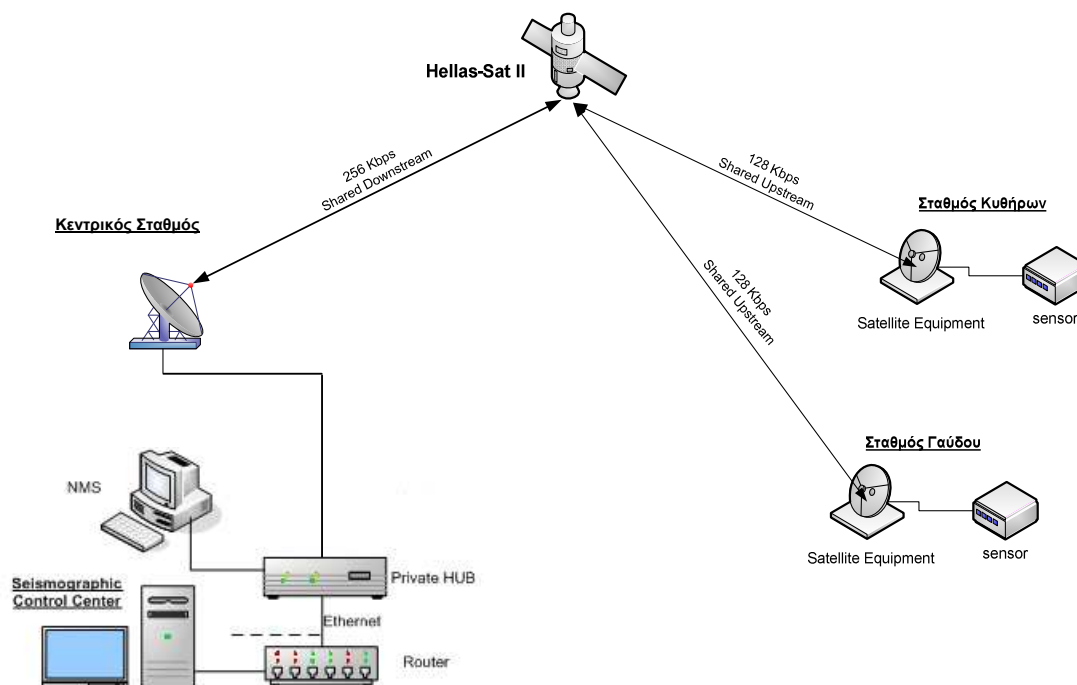 Hellas-Sat II
256 Kbps
Shared Downstream
128 Kbps
Shared Upstream
Σταθμός Κυθήρων
Κεντρικός Σταθμός
128 Kbps
Shared Upstream
Satellite Equipment
sensor
Σταθμός Γαύδου
NMS
Satellite Equipment
sensor
Private HUB
Seismographic
Control Center
Ethernet
Router